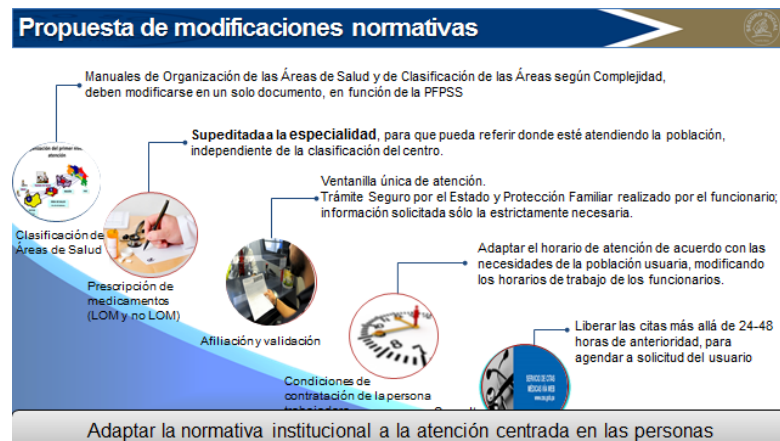 Propuesta de modificaciones normativas
Manuales de Organización de las Áreas de Salud y de Clasificación de las Áreas según Complejidad,
deben modificarse en un solo documento, en función de la PFPSS
Supeditada a la especialidad, para que pueda referir donde esté atendiendo la población,
independiente de la clasificación del centro.
Ventanilla única de atención.
Trámite Seguro por el Estado y Protección Familiar realizado por el funcionario;
información solicitada sólo la estrictamente necesaria.
Clasificación de
Áreas de Salud
Adaptar el horario de atención de acuerdo con las
necesidades de la población usuaria, modificando
los horarios de trabajo de los funcionarios.
Prescripción de
medicamentos
(LOM y no LOM)
Afiliación y validación
Liberar las citas más allá de 24-48
horas de anterioridad, para
agendar a solicitud del usuario
Condiciones de
contratación de la persona
trabajadora
SERVICIO DE CITAS
MÉDICAS VÍA WEB
Adaptar la normativa institucional a la atención centrada en las personas